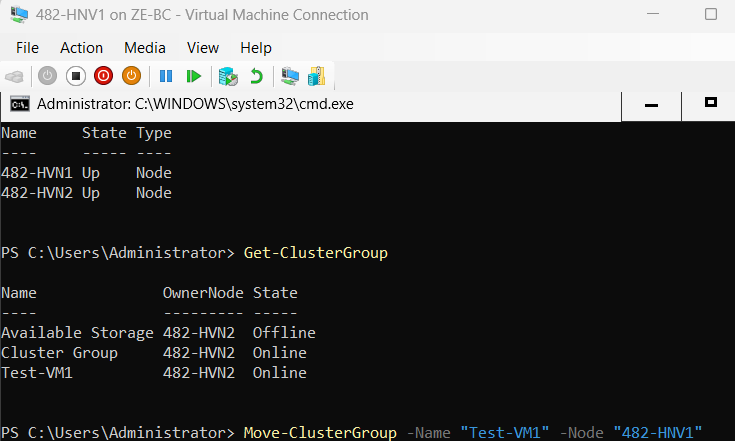 482-HNV1 on ZE-BC - Virtual Machine Connection
File Action Media View Help
Administrator: C:\WINDOWS\system32\cmd.exe
Name State Type
---- ----- ----
482-HVN1 Up Node
482-HVN2 Up Node
PS C:\Users\Administrator> Get-ClusterGroup
Name OwnerNode State
---- --------- -----
Available Storage 482-HVN2 Offline
Cluster Group 482-HVN2 Online
Test-VM1 482-HVN2 Online
PS C:\Users\Administrator> Move-ClusterGroup -Name "Test-VM1" -Node "482-HNV1"